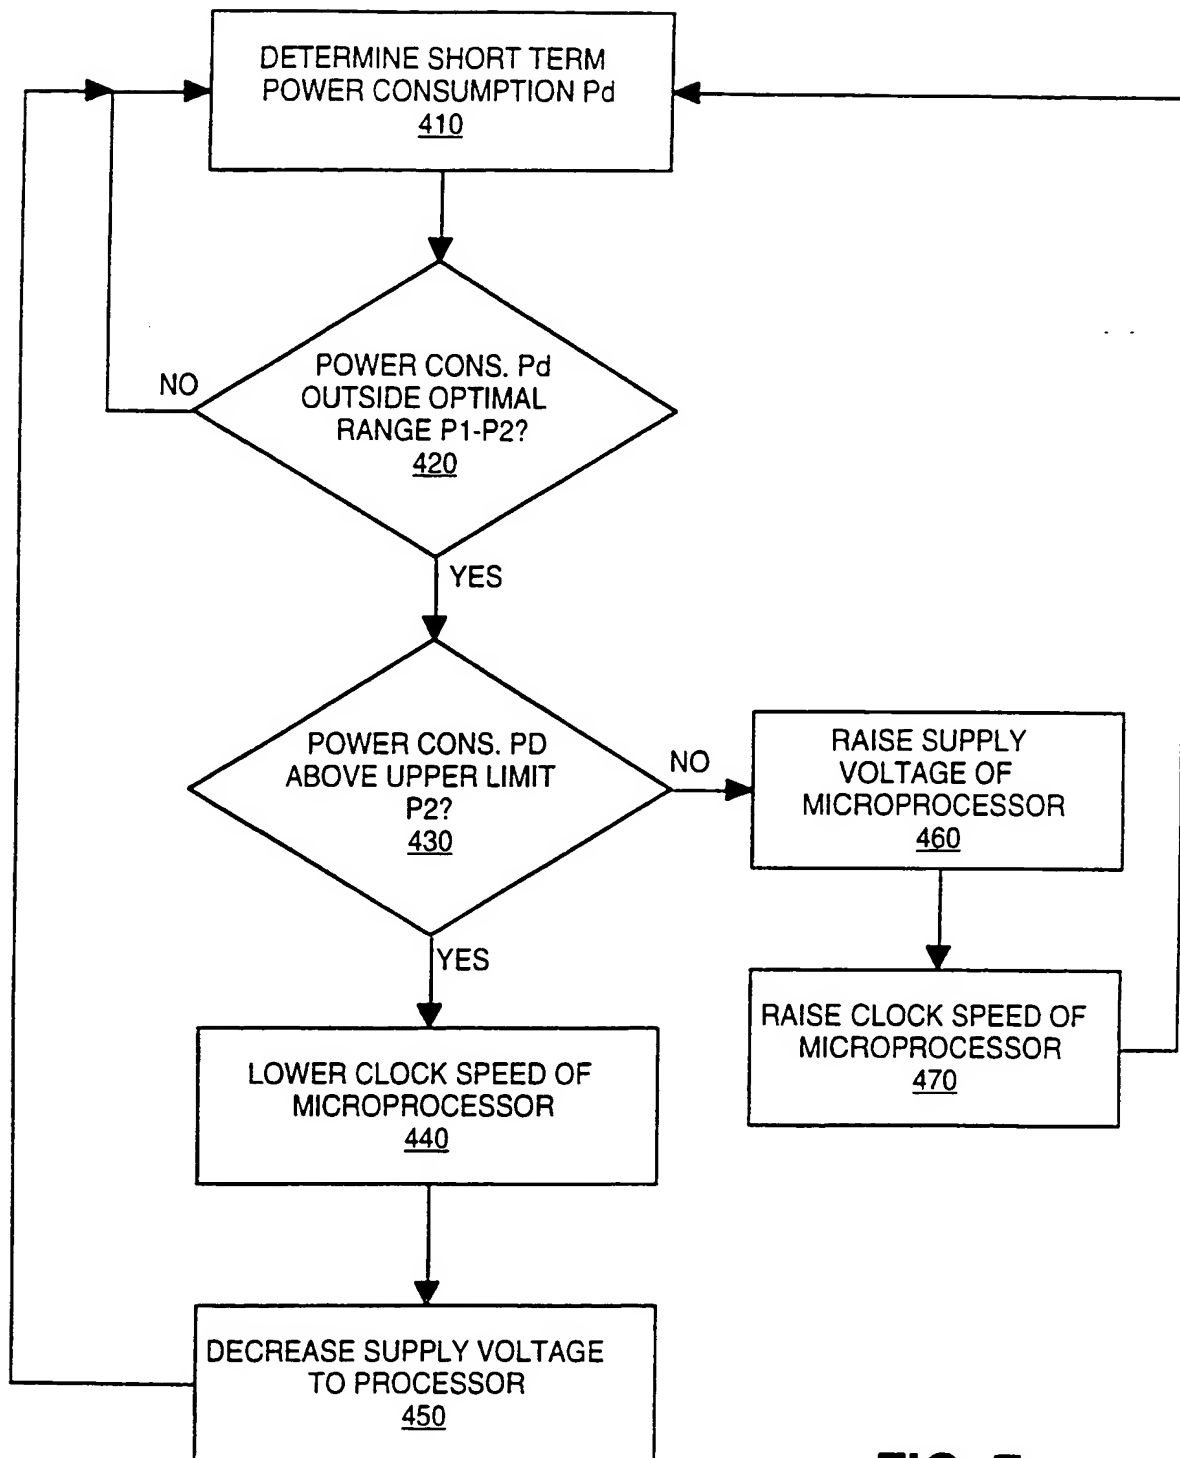 DETERMINE SHORT TERM
POWER CONSUMPTION Pd
410
POWER CONS. Pd
OUTSIDE OPTIMAL
RANGE P1-P2?
420
NO
YES
POWER CONS. PD
ABOVE UPPER LIMIT
P2?
430
NO
RAISE SUPPLY
VOLTAGE OF
MICROPROCESSOR
460
YES
RAISE CLOCK SPEED OF
MICROPROCESSOR
470
LOWER CLOCK SPEED OF
MICROPROCESSOR
440
DECREASE SUPPLY VOLTAGE
TO PROCESSOR
450